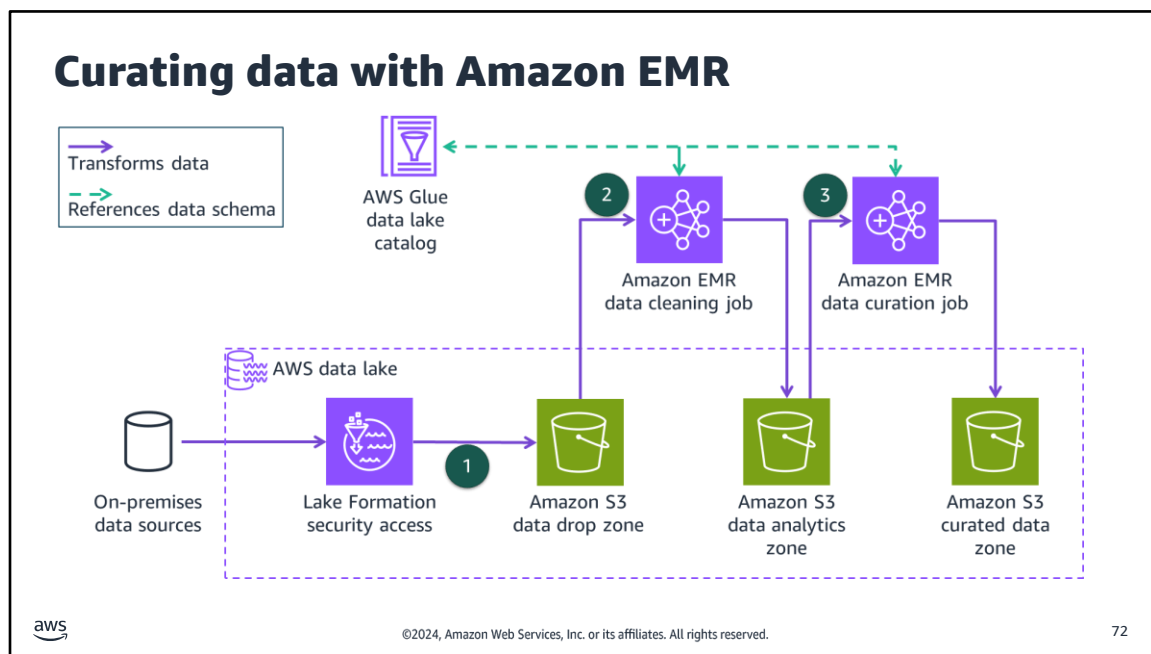 Curating data with Amazon EMR
Transforms data
References data schema
AWS Glue
data lake
catalog
2
3
Amazon EMR
data cleaning job
Amazon EMR
data curation job
AWS data lake
1
On-premises
data sources
Lake Formation
security access
Amazon S3
data drop zone
Amazon S3
data analytics
zone
Amazon S3
curated data
zone
aws
©2024, Amazon Web Services, Inc. or its affiliates. All rights reserved.
72